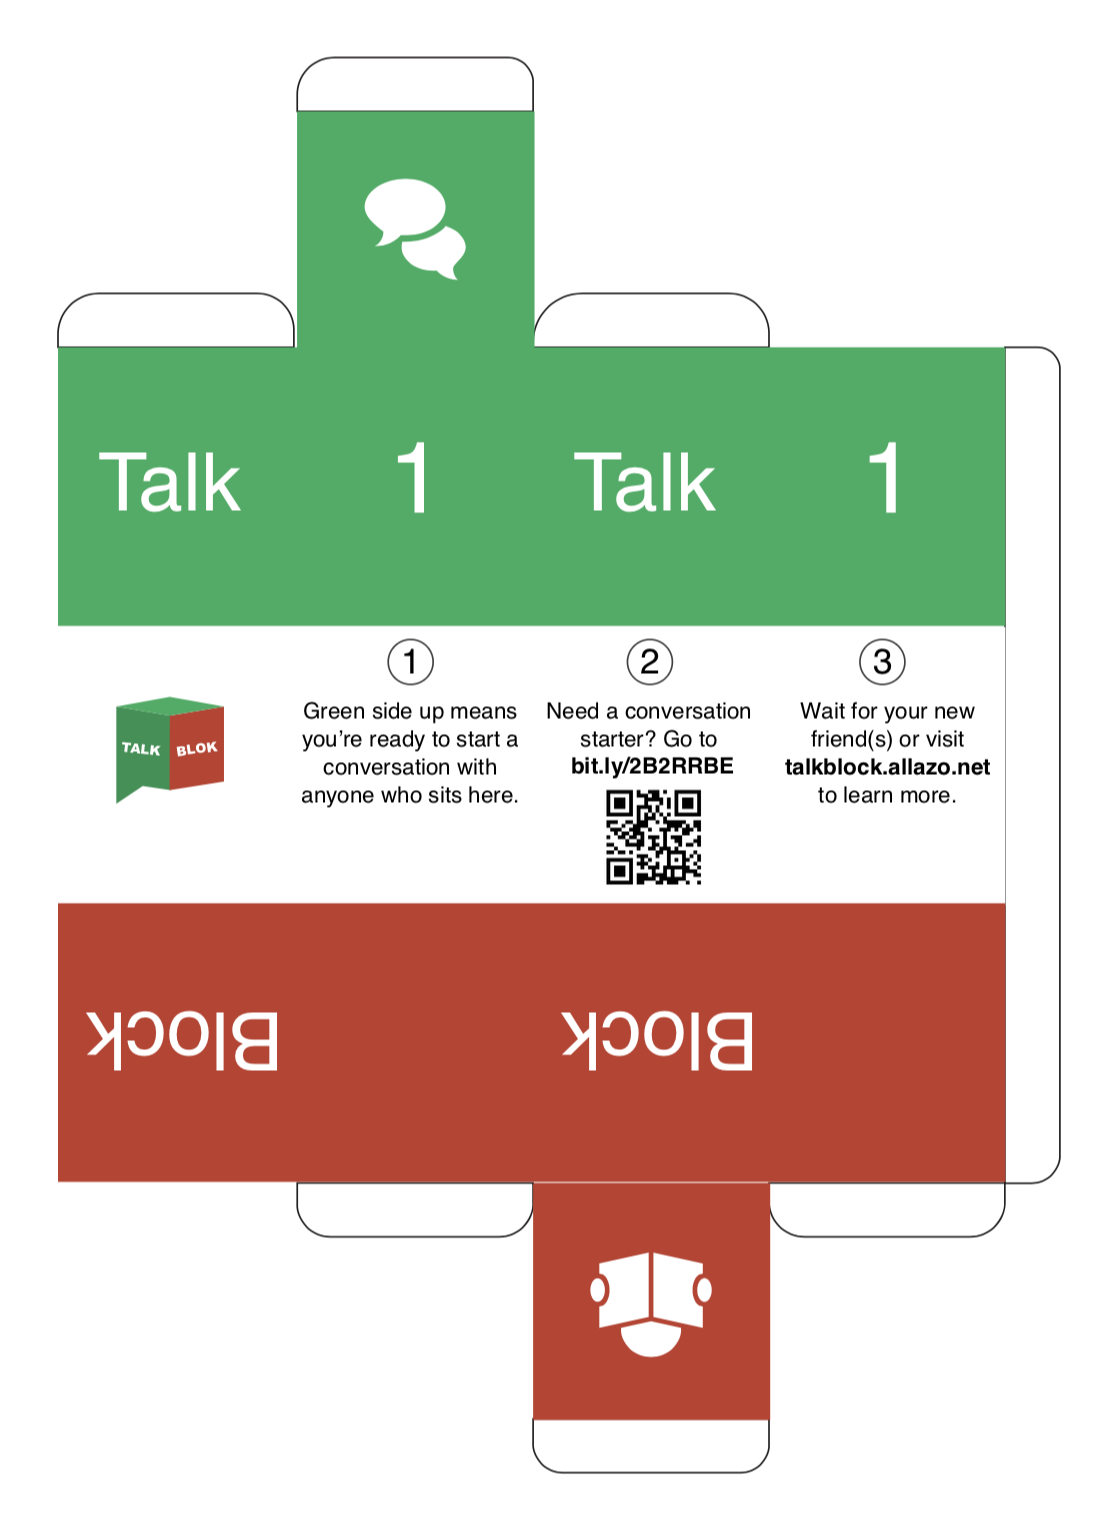 Talk 1 Talk 1
1
Green side up means
you're ready to start a
conversation with
anyone who sits here.
2
Need a conversation
starter? Go to
bit.ly/2B2RRBE
3
Wait for your new
friend(s) or visit
talkblock.allazo.net
to learn more.
TALK BLOK
Block Block